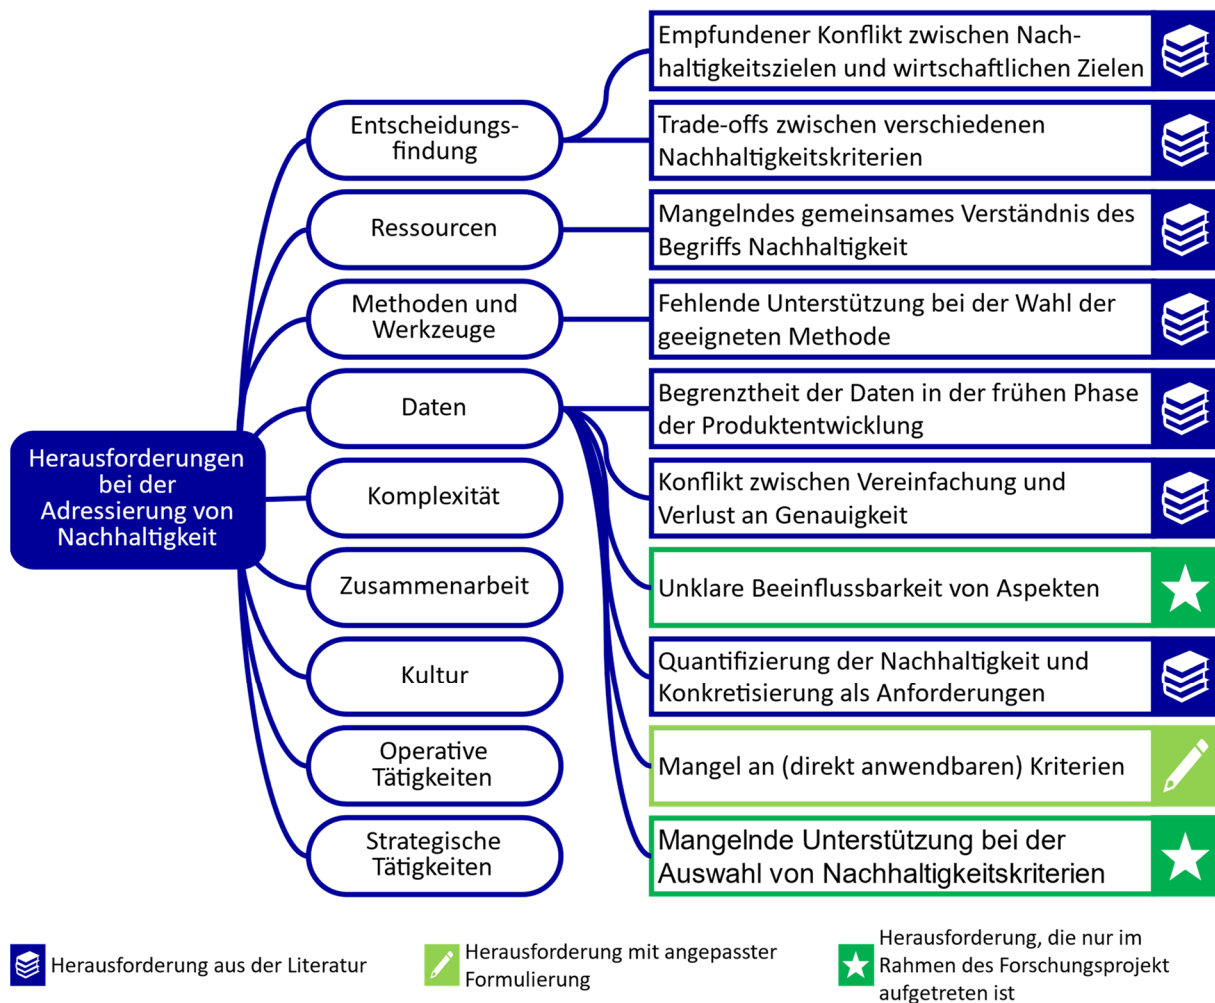 Herausforderungen
bei der
Adressierung von
Nachhaltigkeit
Entscheidungs-
findung
Ressourcen
Methoden und
Werkzeuge
Daten
Komplexität
Zusammenarbeit
Kultur
Operative
Tätigkeiten
Strategische
Tätigkeiten
Empfundener Konflikt zwischen Nach-
haltigkeitszielen und wirtschaftlichen Zielen
Trade-offs zwischen verschiedenen
Nachhaltigkeitskriterien
Mangelndes gemeinsames Verständnis des
Begriffs Nachhaltigkeit
Fehlende Unterstützung bei der Wahl der
geeigneten Methode
Begrenztheit der Daten in der frühen Phase
der Produktentwicklung
Konflikt zwischen Vereinfachung und
Verlust an Genauigkeit
Unklare Beeinflussbarkeit von Aspekten
Quantifizierung der Nachhaltigkeit und
Konkretisierung als Anforderungen
Mangel an (direkt anwendbaren) Kriterien
Mangelnde Unterstützung bei der
Auswahl von Nachhaltigkeitskriterien
Herausforderung aus der Literatur
Herausforderung mit angepasster
Formulierung
Herausforderung, die nur im
Rahmen des Forschungsprojekt
aufgetreten ist